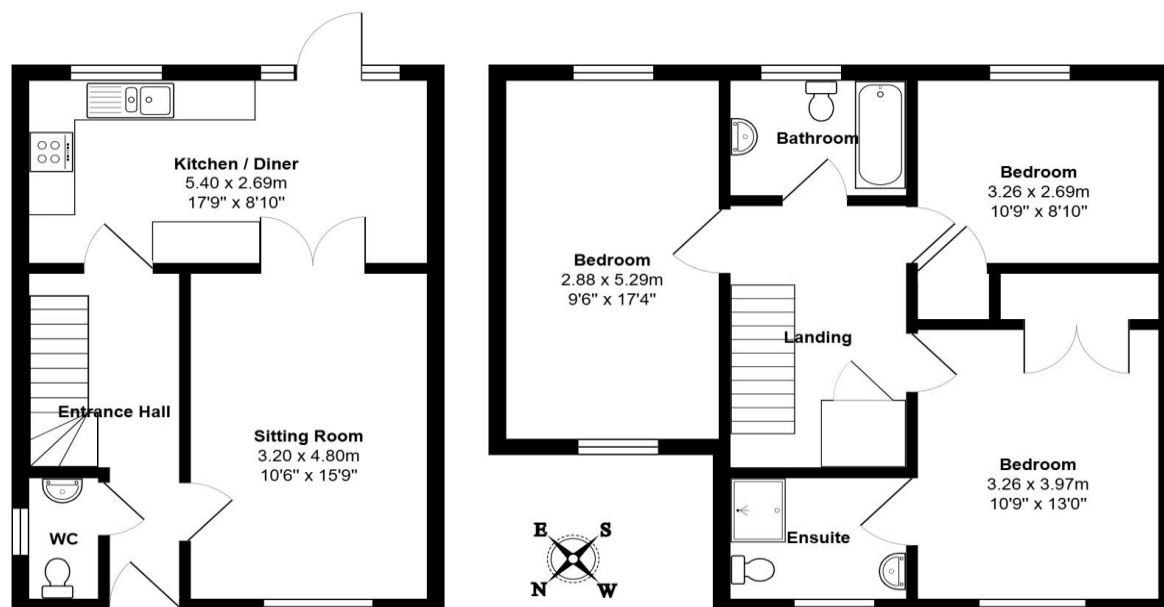 Kitchen / Diner
5.40 x 2.69m
17'9" x 8'10"
Entrance Hall
Sitting Room
3.20 x 4.80m
10'6" x 15'9"
WC
Bedroom
2.88 x 5.29m
9'6" x 17'4"
Bathroom
Bedroom
3.26 x 2.69m
10'9" x 8'10"
Landing
Bedroom
3.26 x 3.97m
10'9" x 13'0"
Ensuite
E S
N W